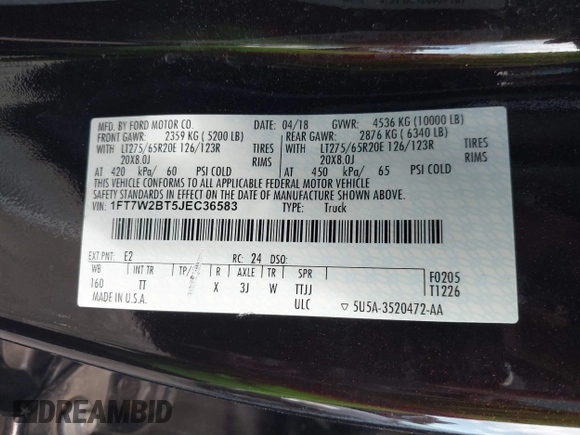 MFD. BY FORD MOTOR CO.
DATE: 04/18 GVWR: 4536 KG (10000 LB)
FRONT GAWR: 2359 KG (5200 LB) REAR GAWR: 2876 KG (6340 LB)
WITH LT275/65R20E 126/123R TIRES WITH LT275/65R20E 126/123R TIRES
20X8.0J RIMS 20X8.0J RIMS
AT 420 kPa/ 60 PSI COLD AT 450 kPa/ 65 PSI COLD
THIS VEHICLE CONFORMS TO ALL APPLICABLE FEDERAL MOTOR VEHICLE
SAFETY STANDARDS IN EFFECT ON THE DATE OF MANUFACTURE SHOWN ABOVE.
VIN: 1FT7W2BT5JEC36583 TYPE: Truck
EXT PNT: E2 RC: 24 DSO:
WB INT TR TP/ R AXLE TR SPR
160 TT X 3J W TTJJ
ULC
F0205
T1226
MADE IN U.S.A.
▽ 5U5A-3520472-AA
DREAMBID